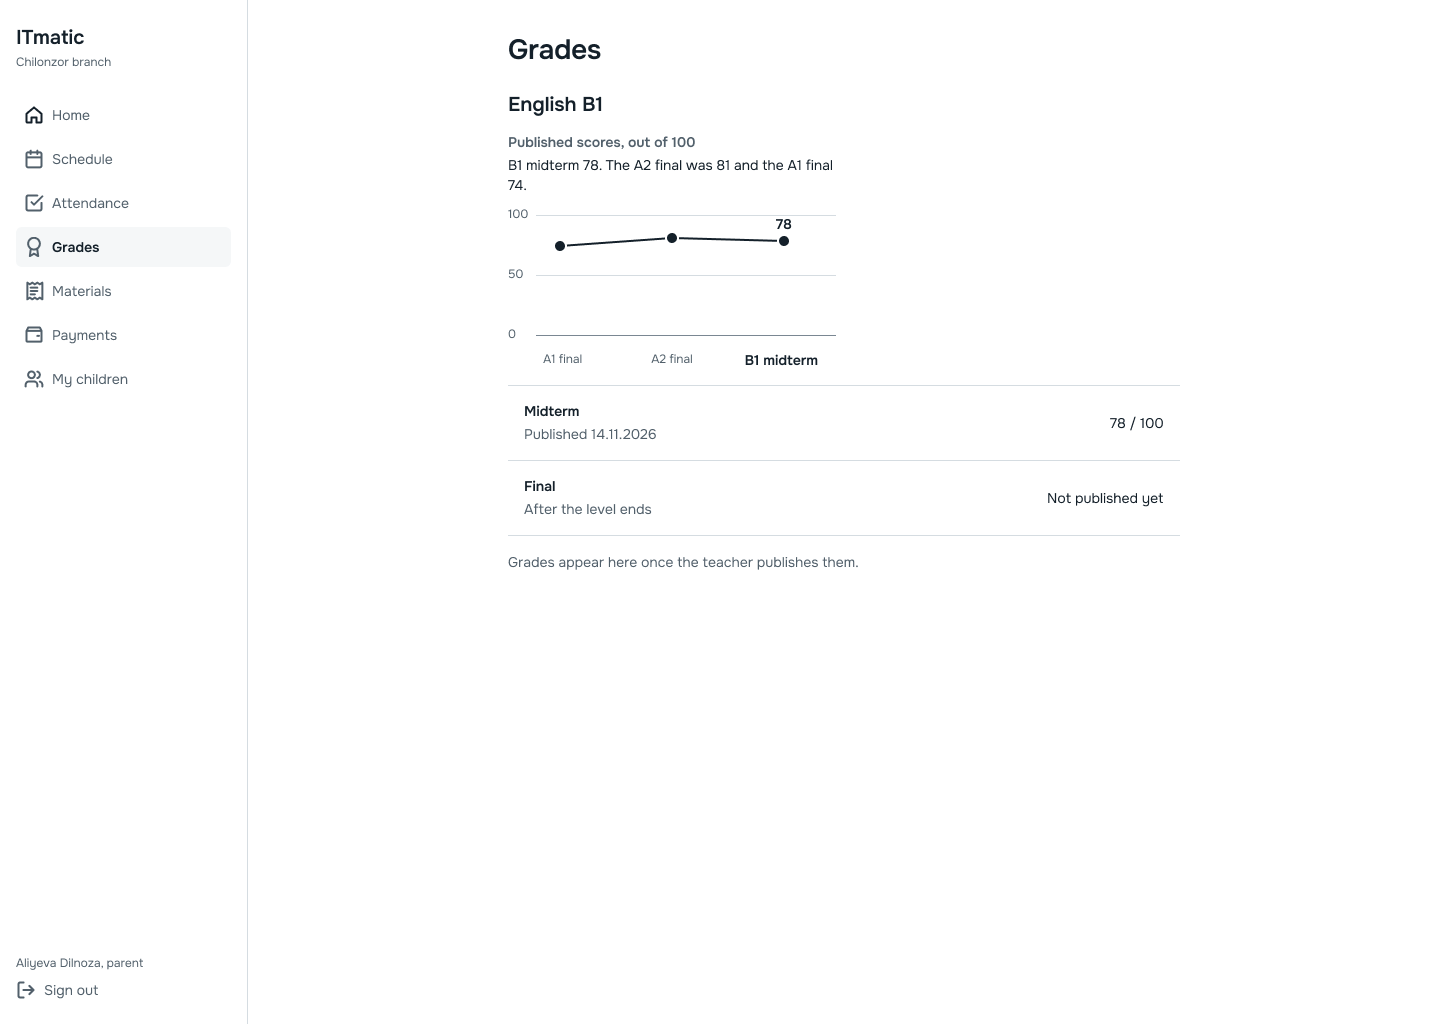 ITmatic
Chilonzor branch
Home
Schedule
Attendance
Grades
Materials
Payments
My children
Aliyeva Dilnoza, parent
Sign out
Grades
English B1
Published scores, out of 100
B1 midterm 78. The A2 final was 81 and the A1 final
74.
100
78
50
0
A1 final
A2 final
B1 midterm
Midterm
Published 14.11.2026
78 / 100
Final
After the level ends
Not published yet
Grades appear here once the teacher publishes them.